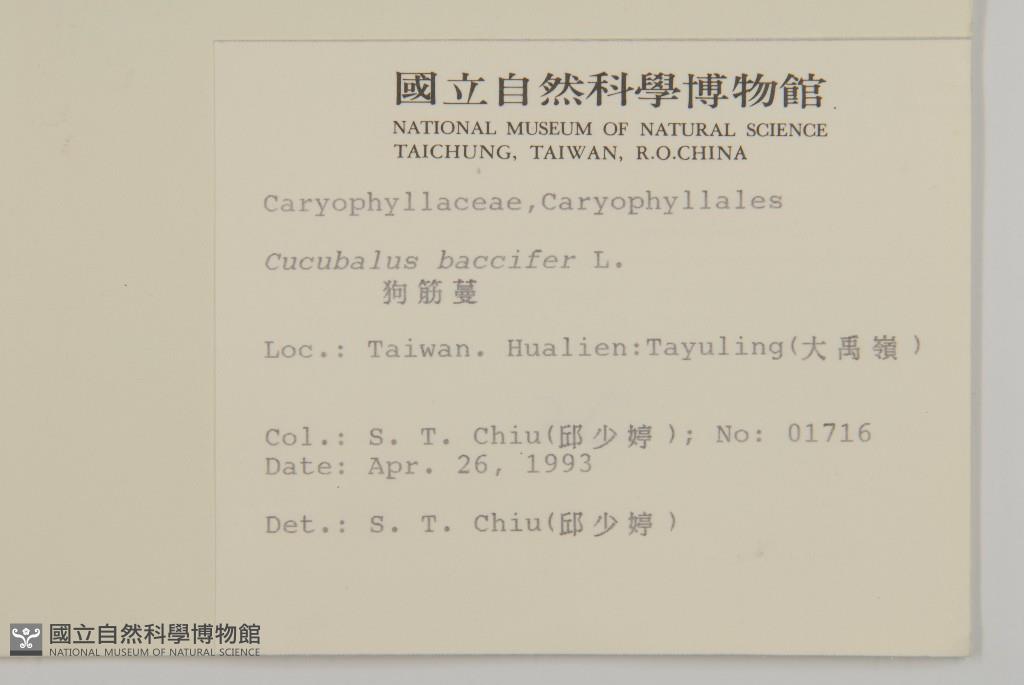 國立自然科學博物館
NATIONAL MUSEUM OF NATURAL SCIENCE
TAICHUNG, TAIWAN, R.O.CHINA
Caryophyllaceae,Caryophyllales
Cucubalus baccifer L.
狗筋蔓
Loc.: Taiwan. Hualien:Tayuling(大禹嶺)
Col.: S. T. Chiu(邱少婷); No: 01716
Date: Apr. 26, 1993
Det.: S. T. Chiu(邱少婷)
國立自然科學博物館
NATIONAL MUSEUM OF NATURAL SCIENCE